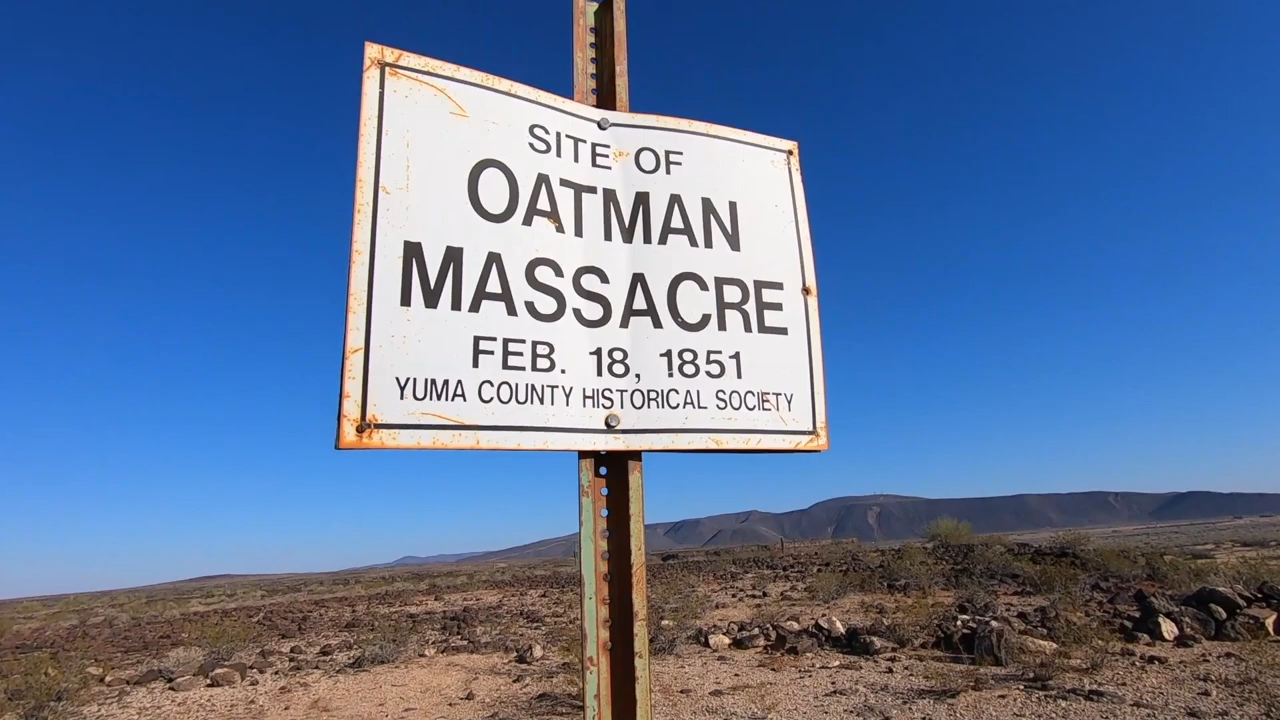 SITE OF
OATMAN
MASSACRE
FEB. 18, 1851
YUMA COUNTY HISTORICAL SOCIETY